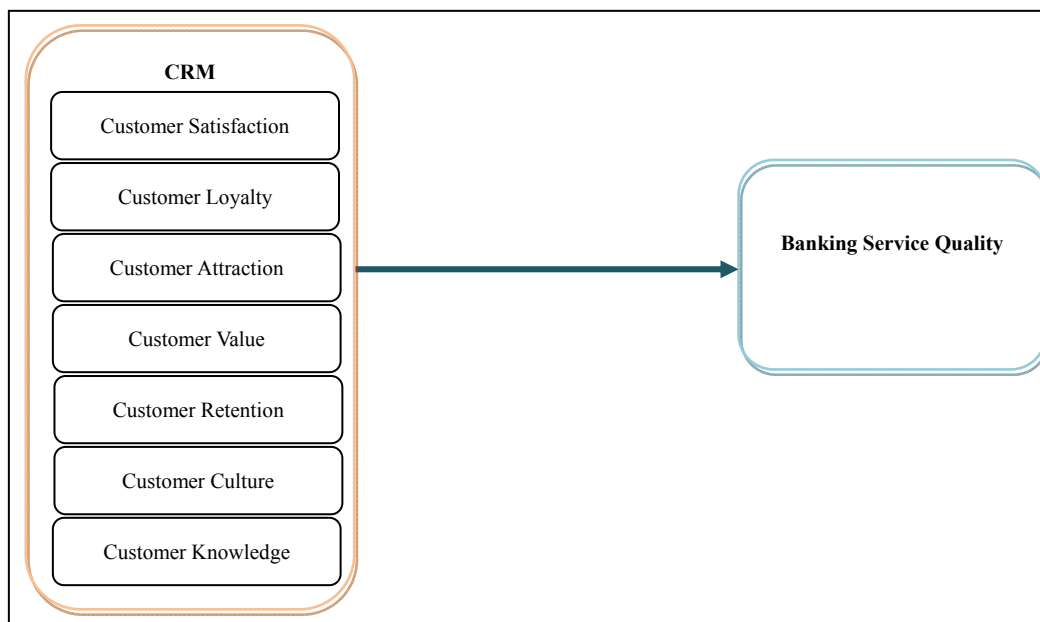 CRM
Customer Satisfaction
Customer Loyalty
Customer Attraction
Customer Value
Customer Retention
Customer Culture
Customer Knowledge
Banking Service Quality